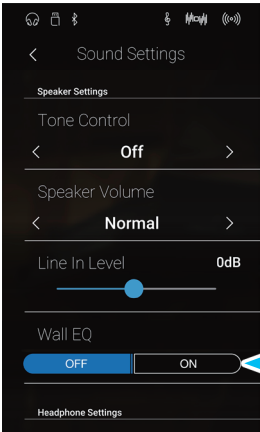 Sound Settings
Speaker Settings
Tone Control
Off
Speaker Volume
Normal
Line In Level 0dB
Wall EQ
OFF ON
Headphone Settings